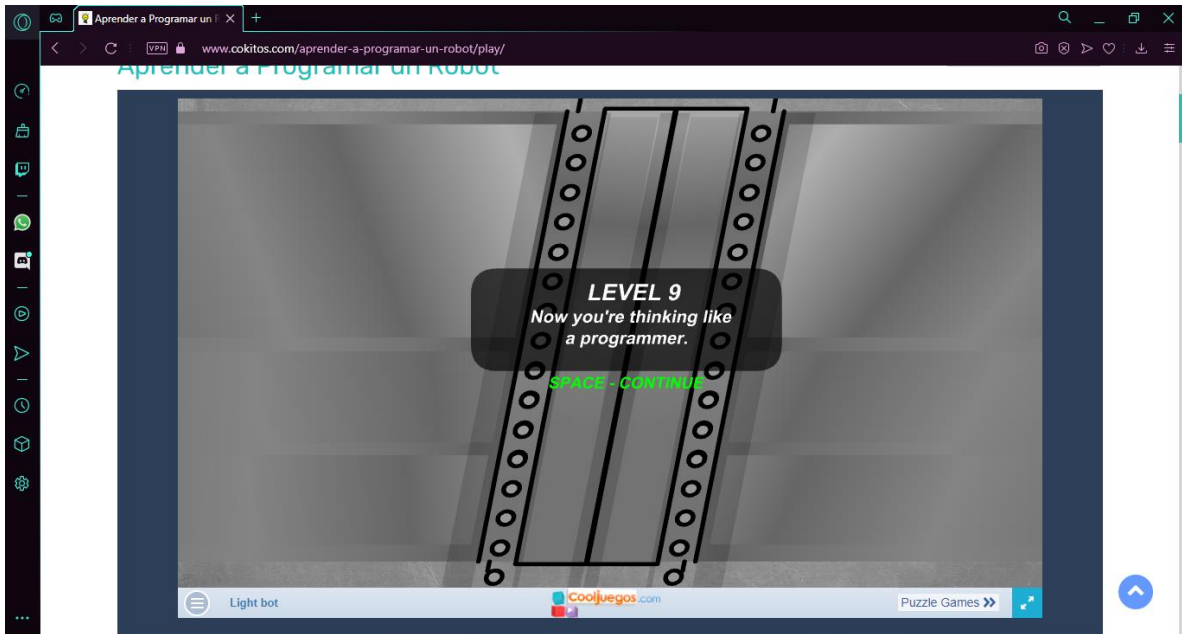 Aprender a Programar un R
VPN
www.cokitos.com/aprender-a-programar-un-robot/play/
Aprender a Programar un Robot
LEVEL 9
Now you're thinking like
a programmer.
SPACE - CONTINUE
Light bot
Cooljuegos.com
Puzzle Games